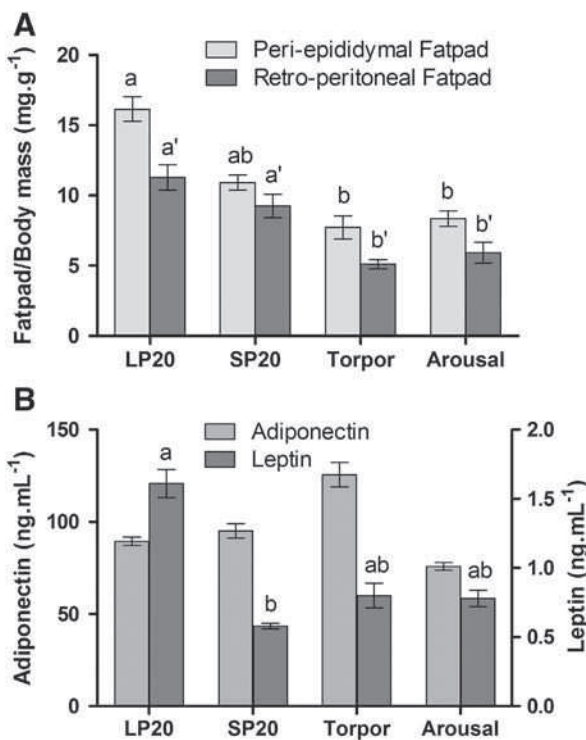 A
Fatpad/Body mass (mg.g⁻¹)
20
15
10
5
0
Peri-epididymal Fatpad
Retro-peritoneal Fatpad
a
a'
ab
a'
b
b'
b
b'
LP20 SP20 Torpor Arousal
B
Adiponectin (ng.mL⁻¹)
150
100
50
0
Adiponectin
Leptin
a
b
ab
ab
2.0
1.5
1.0
0.5
0.0
Leptin (ng.mL⁻¹)
LP20 SP20 Torpor Arousal